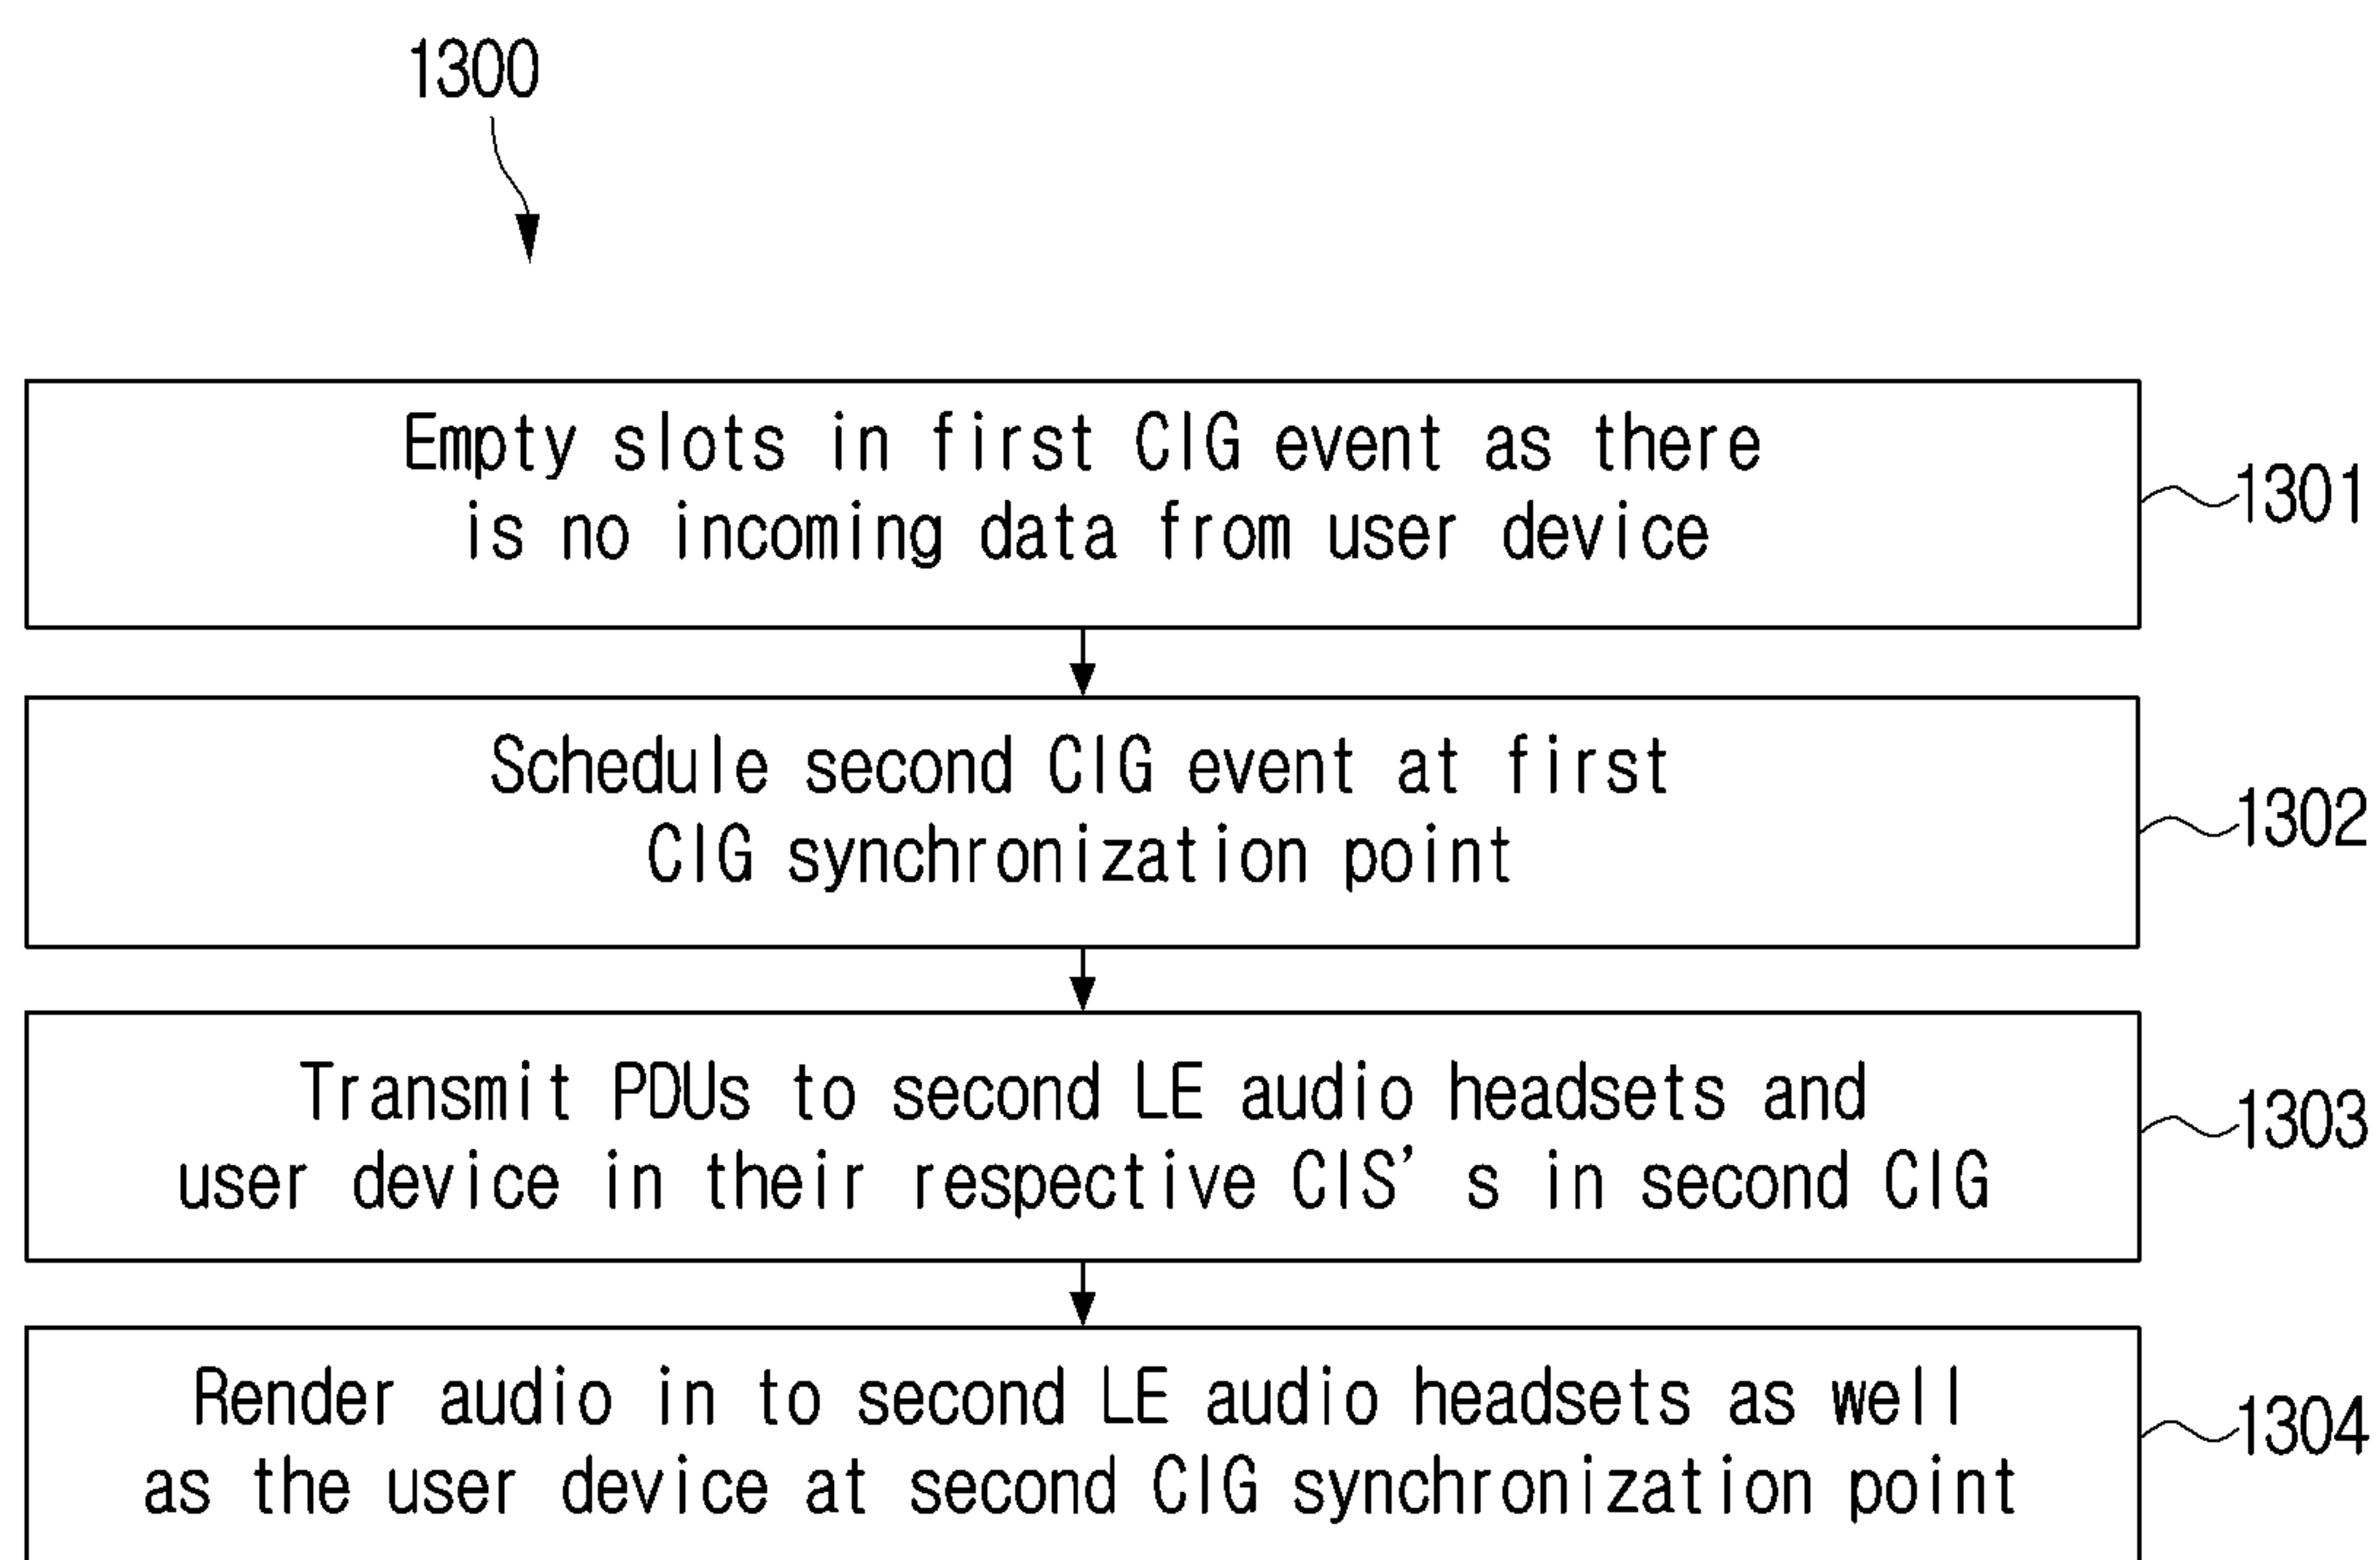 1300
Empty slots in first CIG event as there
is no incoming data from user device
1301
Schedule second CIG event at first
CIG synchronization point
1302
Transmit PDUs to second LE audio headsets and
user device in their respective CIS' s in second CIG
1303
Render audio in to second LE audio headsets as well
as the user device at second CIG synchronization point
1304